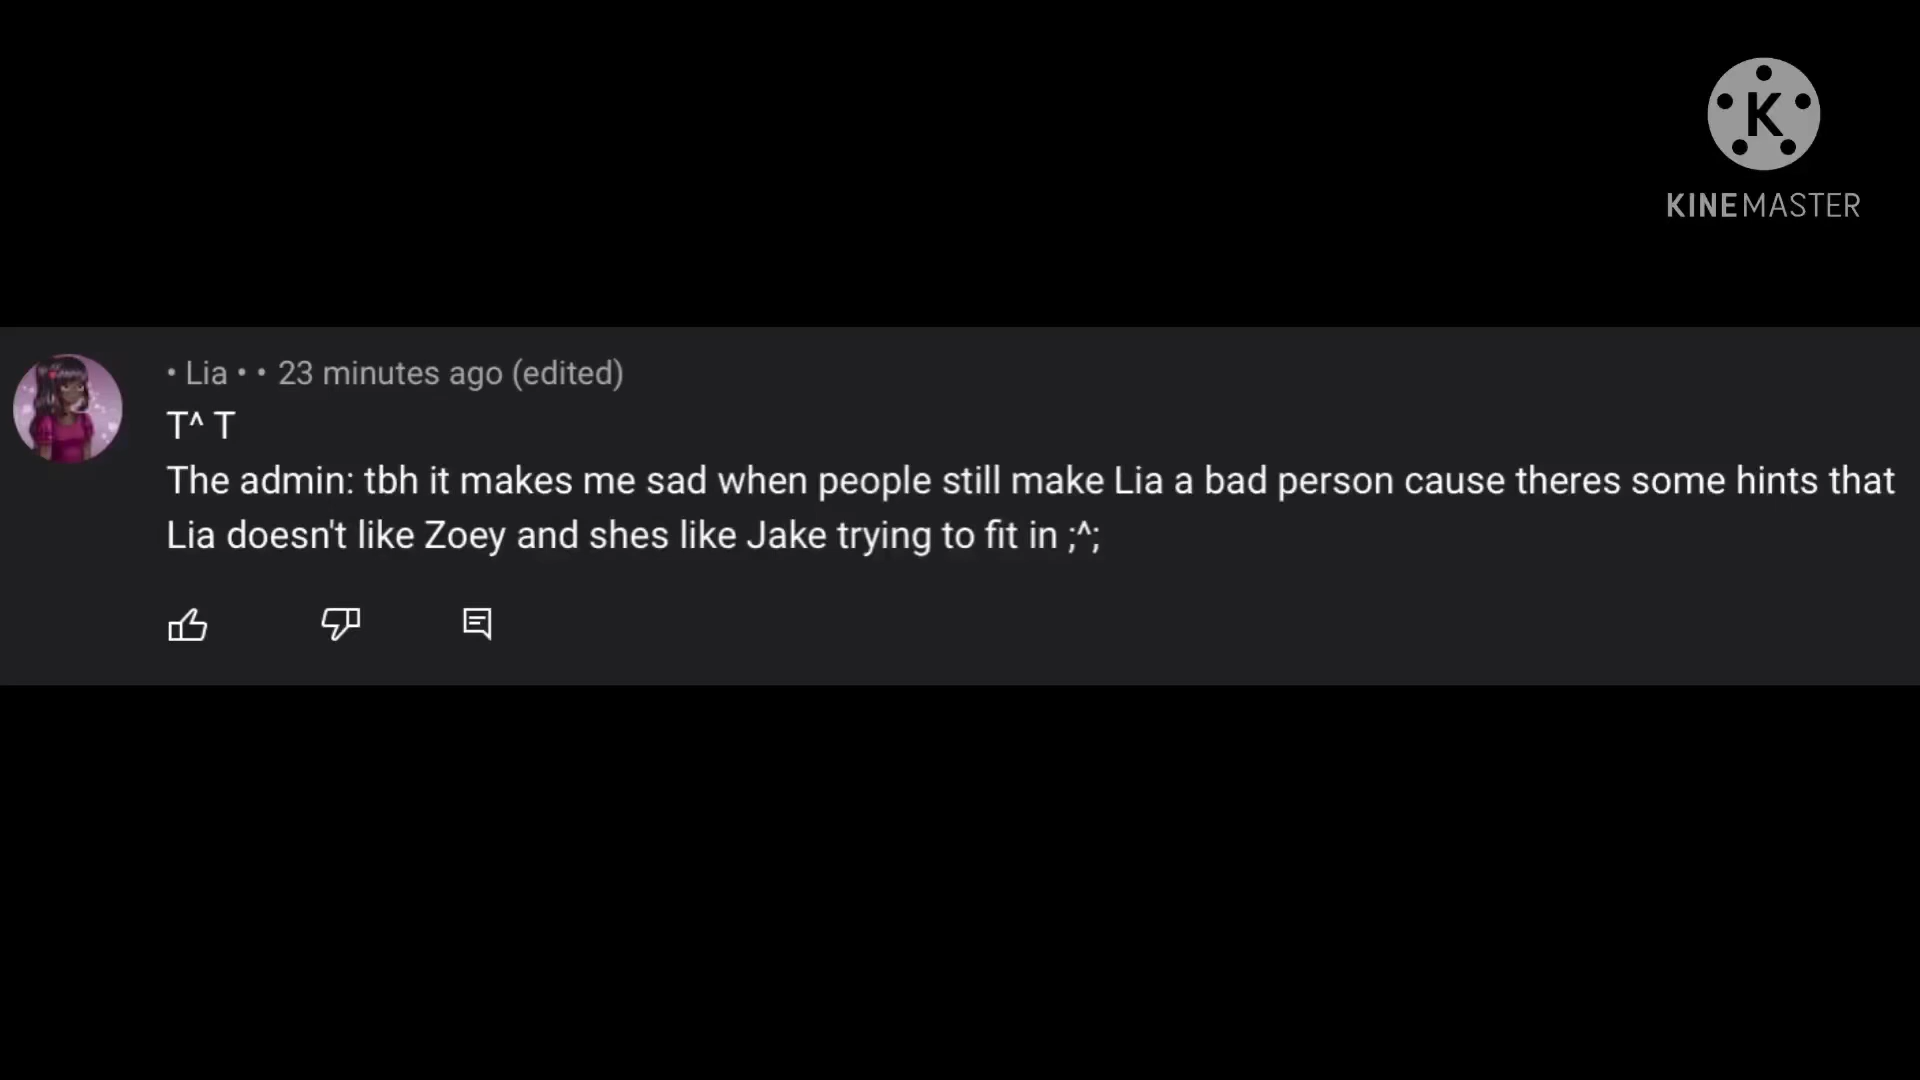 K
KINEMASTER
• Lia • • 23 minutes ago (edited)
T^ T
The admin: tbh it makes me sad when people still make Lia a bad person cause theres some hints that
Lia doesn't like Zoey and shes like Jake trying to fit in ;^;